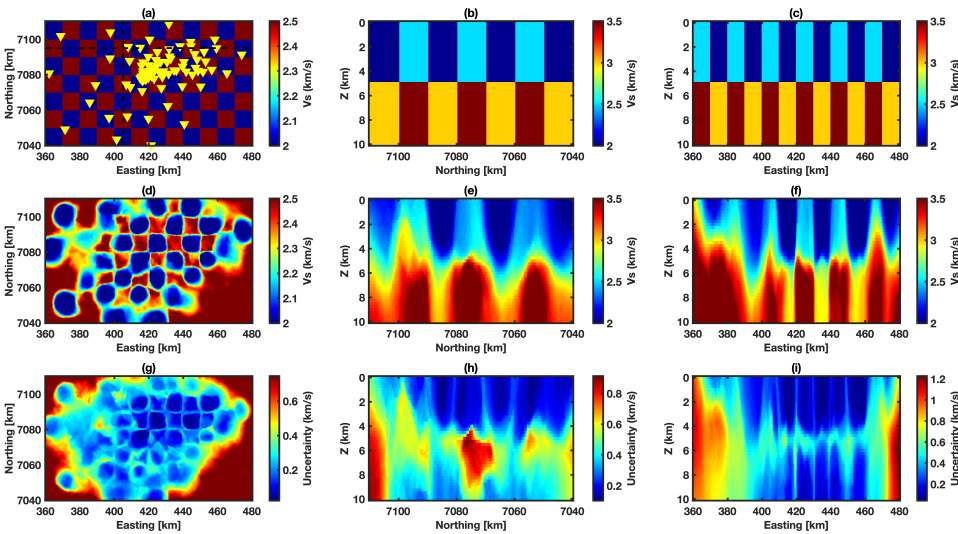 (a) (b) (c)
7100 7080 7060 7040
Northing [km]
360 380 400 420 440 460 480
Easting [km]
2.5 2.4 2.3 2.2 2.1 2
Vs (km/s)
0 2 4 6 8 10
Z (km)
7100 7080 7060 7040
Northing [km]
3.5 3 2.5 2
Vs (km/s)
0 2 4 6 8 10
Z (km)
360 380 400 420 440 460 480
Easting [km]
3.5 3 2.5 2
Vs (km/s)
(d) (e) (f)
7100 7080 7060 7040
Northing [km]
360 380 400 420 440 460 480
Easting [km]
2.5 2.4 2.3 2.2 2.1 2
Vs (km/s)
0 2 4 6 8 10
Z (km)
7100 7080 7060 7040
Northing [km]
3.5 3 2.5 2
Vs (km/s)
0 2 4 6 8 10
Z (km)
360 380 400 420 440 460 480
Easting [km]
3.5 3 2.5 2
Vs (km/s)
(g) (h) (i)
7100 7080 7060 7040
Northing [km]
360 380 400 420 440 460 480
Easting [km]
0.6 0.4 0.2
Uncertainty (km/s)
0 2 4 6 8 10
Z (km)
7100 7080 7060 7040
Northing [km]
0.8 0.6 0.4 0.2
Uncertainty (km/s)
0 2 4 6 8 10
Z (km)
360 380 400 420 440 460 480
Easting [km]
1.2 1 0.8 0.6 0.4 0.2
Uncertainty (km/s)